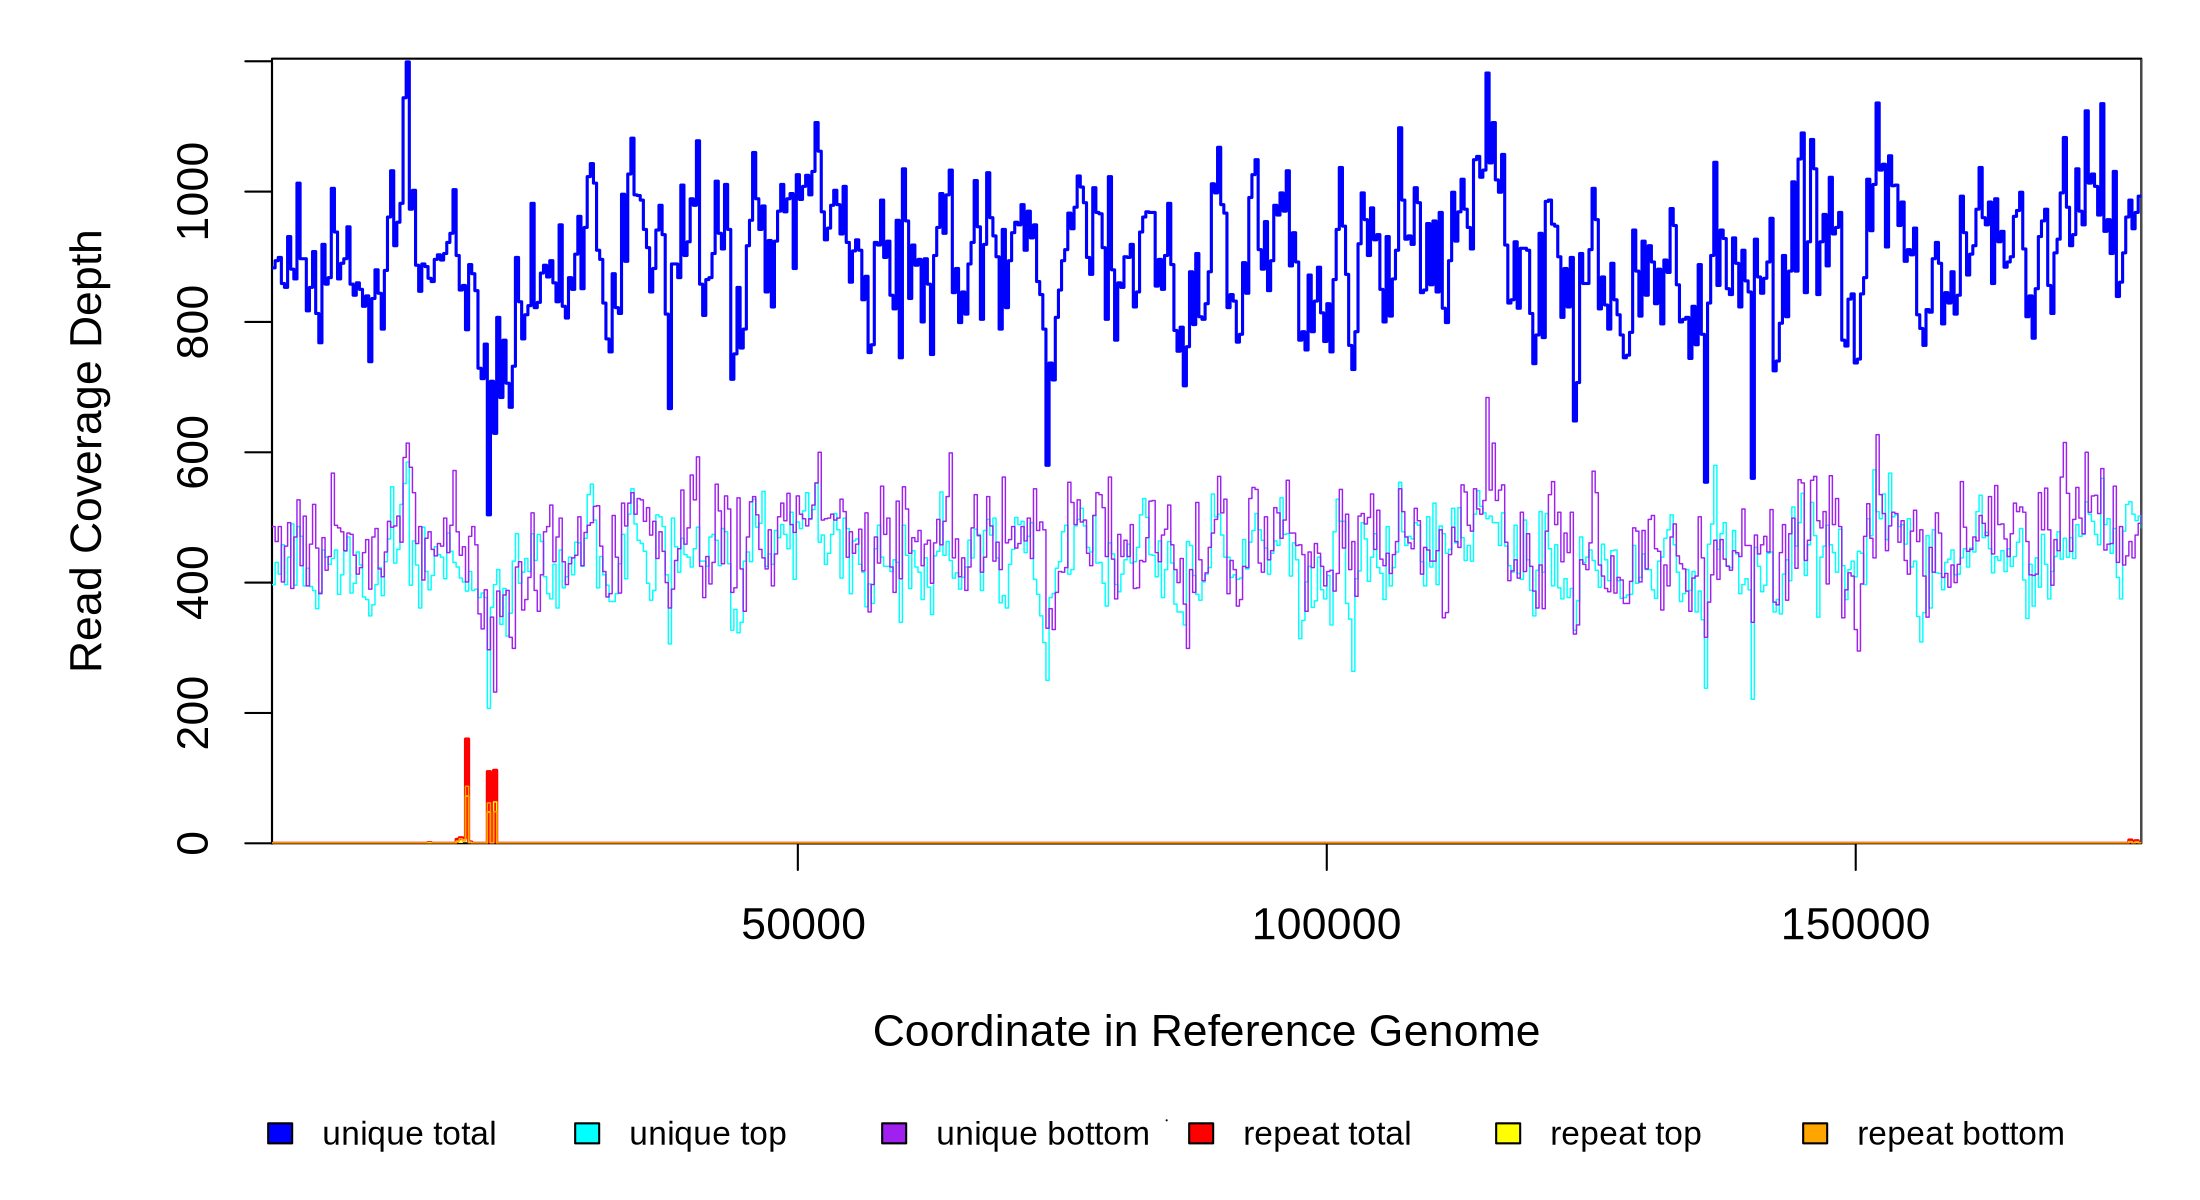 Read Coverage Depth
1000
800
600
400
200
0
50000 100000 150000
Coordinate in Reference Genome
unique total unique top unique bottom repeat total repeat top repeat bottom